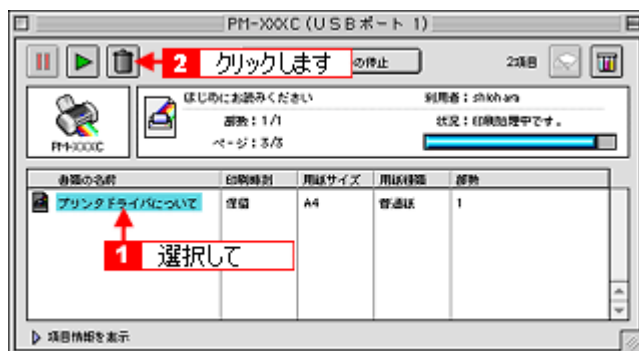 PM-XXXC (USBポート 1)
2 クリックします
の停止
2項目
はじめにお読みください
利用者：shiohara
部数：1/1
状況：印刷処理中です。
PM-XXXC
ページ：3/3
書類の名前 印刷時刻 用紙サイズ 用紙種類 部数
プリンタドライバについて 保留 A4 普通紙 1
1 選択して
項目情報を表示